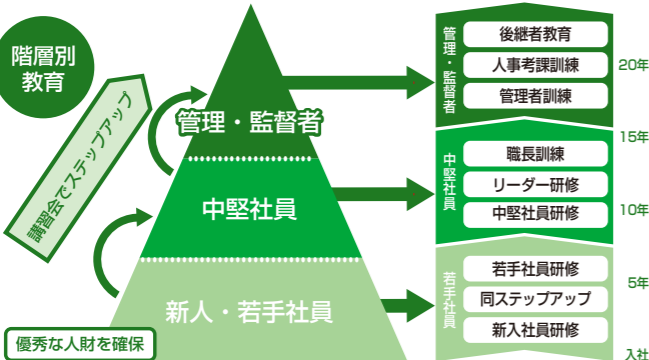 階層別
教育
講習会でステップアップ
管理・監督者
中堅社員
新人・若手社員
優秀な人財を確保
管理・監督者
後継者教育
人事考課訓練
管理者訓練
中堅社員
職長訓練
リーダー研修
中堅社員研修
若手社員
若手社員研修
同ステップアップ
新入社員研修
20年
15年
10年
5年
入社